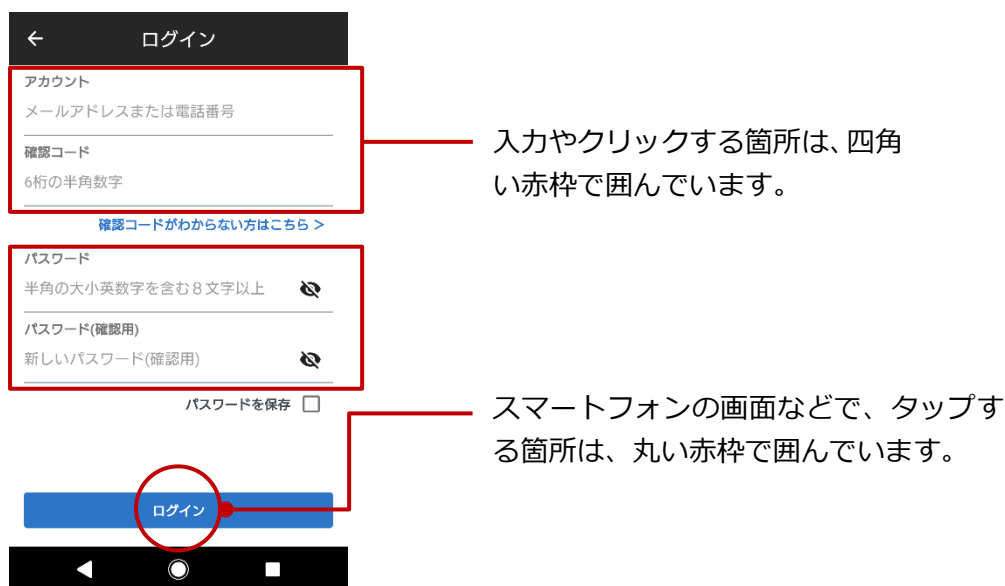 ログイン
アカウント
メールアドレスまたは電話番号
確認コード
6桁の半角数字
確認コードがわからない方はこちら >
パスワード
半角の大小英数字を含む８文字以上
パスワード(確認用)
新しいパスワード(確認用)
パスワードを保存
ログイン
入力やクリックする箇所は、四角
い赤枠で囲んでいます。
スマートフォンの画面などで、タップす
る箇所は、丸い赤枠で囲んでいます。